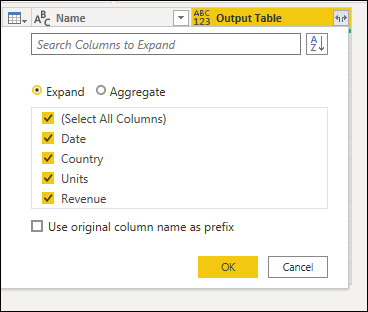 ABC Name ABC 123 Output Table
Search Columns to Expand
A Z
Expand Aggregate
(Select All Columns)
Date
Country
Units
Revenue
Use original column name as prefix
OK Cancel